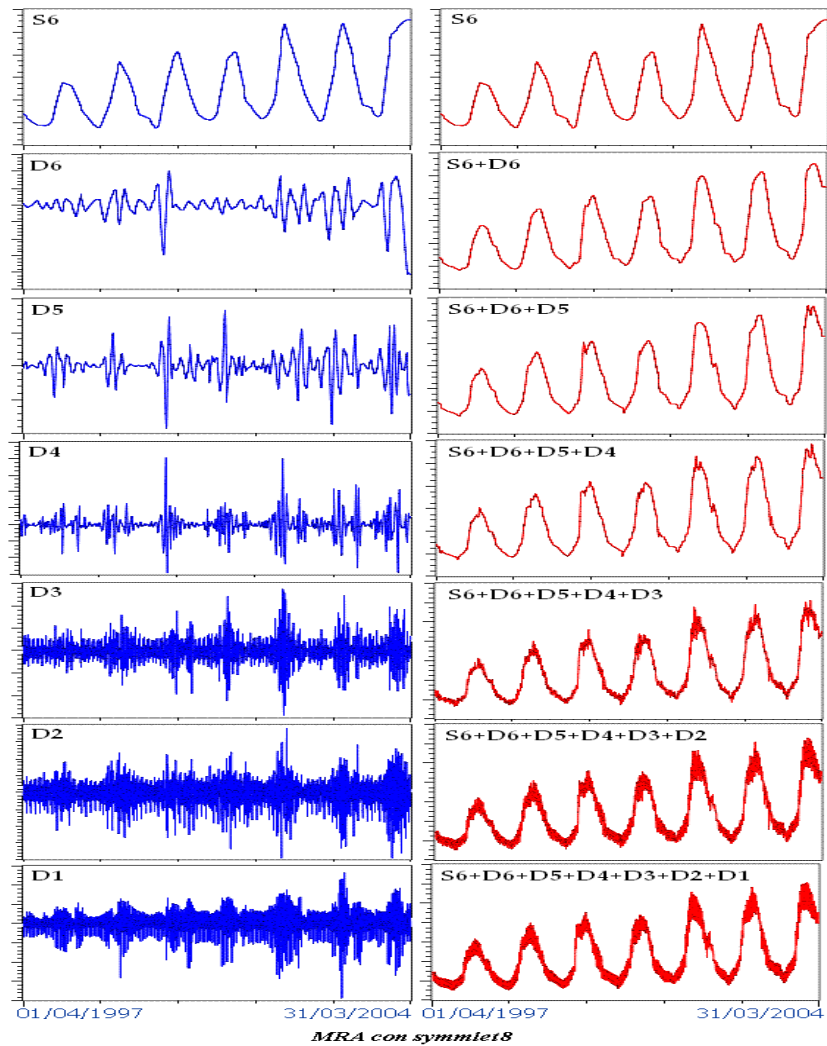 S6
S6
D6
S6+D6
D5
S6+D6+D5
D4
S6+D6+D5+D4
D3
S6+D6+D5+D4+D3
D2
S6+D6+D5+D4+D3+D2
D1
S6+D6+D5+D4+D3+D2+D1
01/04/1997 31/03/2004
01/04/1997 31/03/2004
MRA con symmlet8